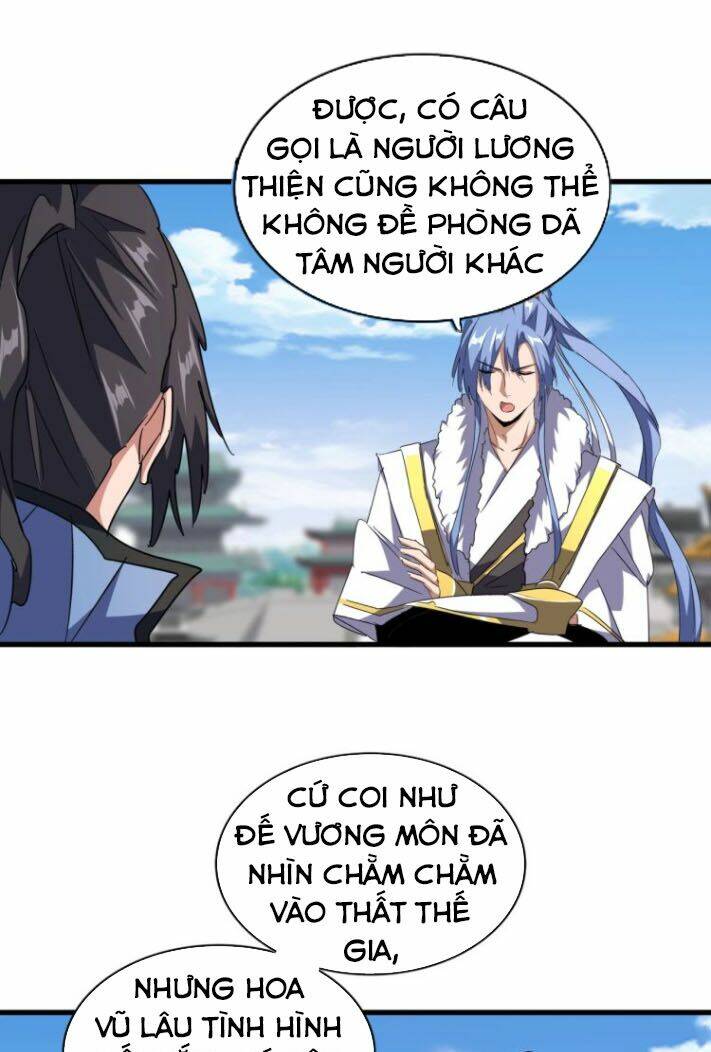 ĐƯỢC, CÓ CÂU
GỌI LÀ NGƯỜI LƯƠNG
THIỆN CŨNG KHÔNG THỂ
KHÔNG ĐỀ PHÒNG DÃ
TÂM NGƯỜI KHÁC
CỨ COI NHƯ
ĐẾ VƯƠNG MÔN ĐÃ
NHÌN CHẰM CHẰM
VÀO THẤT THẾ
GIA,
NHƯNG HOA
VŨ LÂU TÌNH HÌNH